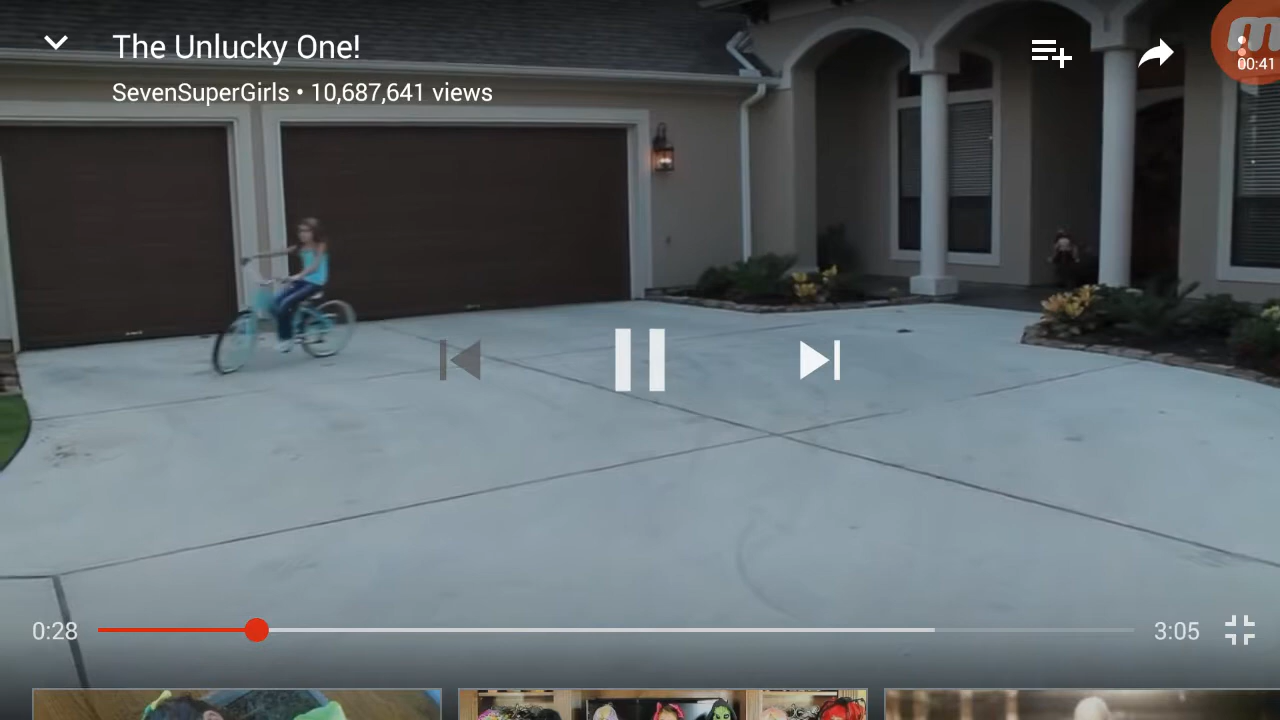 The Unlucky One!
SevenSuperGirls • 10,687,641 views
00:41
0:28
3:05